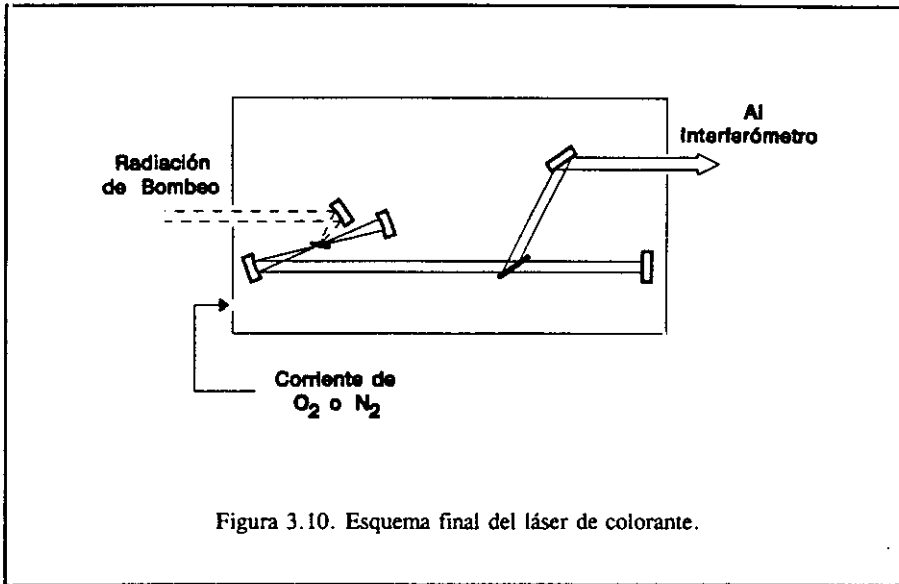 Al
Interferómetro
Radiación
de Bombeo
Corriente de
O₂ o N₂
Figura 3.10. Esquema final del láser de colorante.